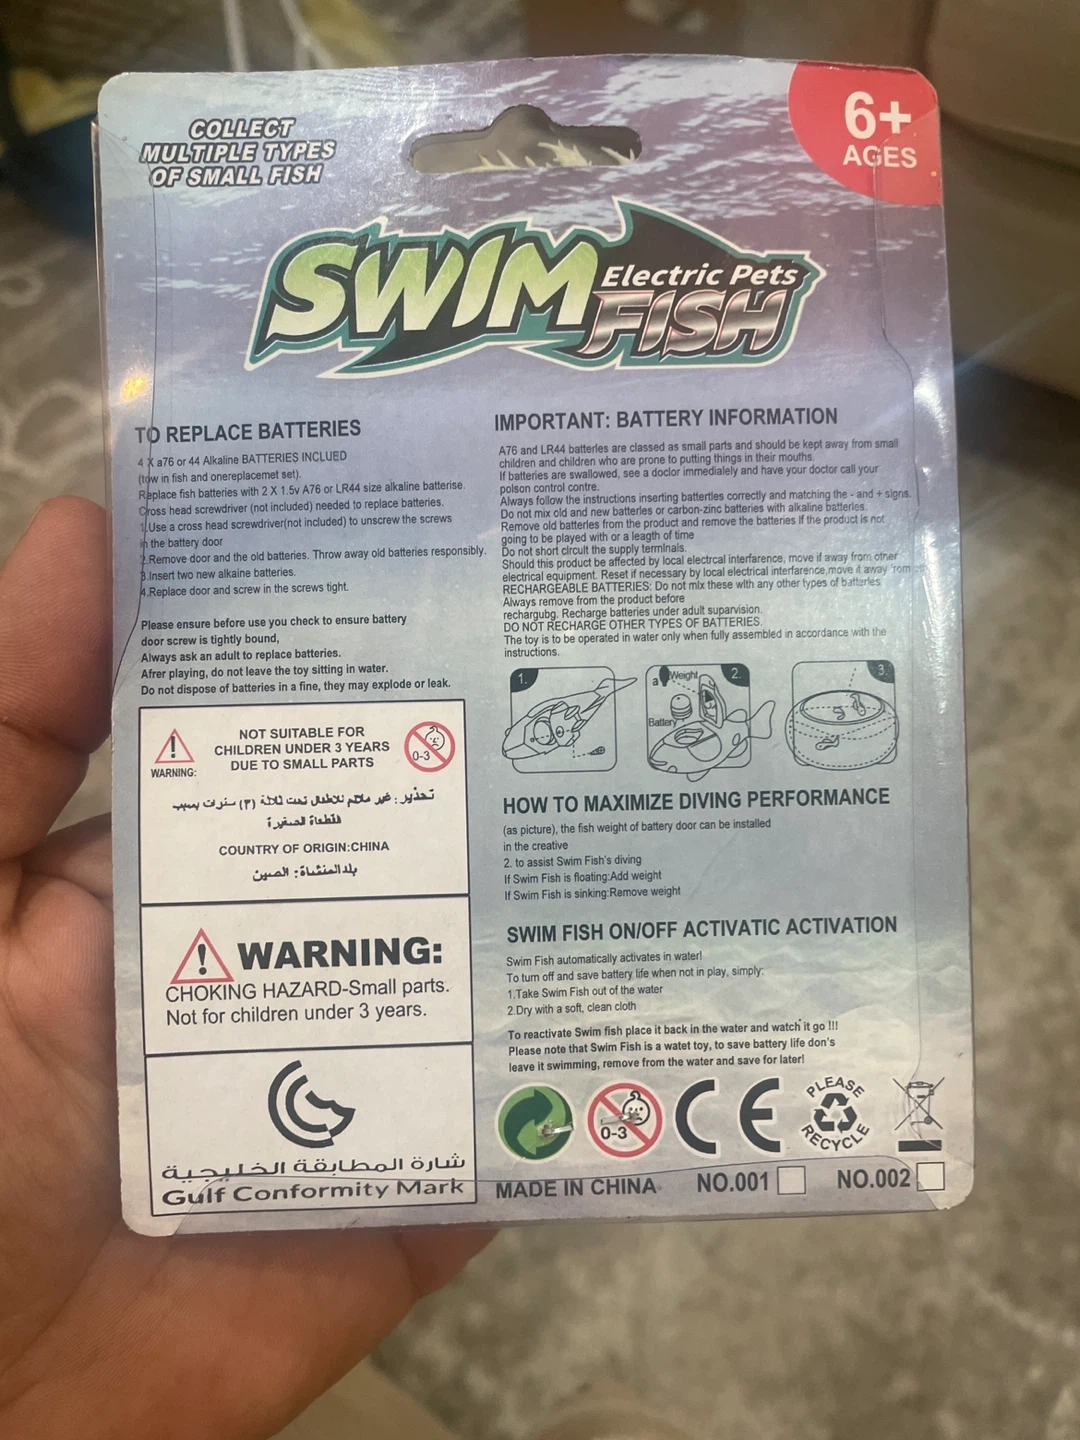 COLLECT
MULTIPLE TYPES
OF SMALL FISH
6+
AGES
SWIM
Electric Pets
FISH
TO REPLACE BATTERIES
4 X a76 or 44 Alkaline BATTERIES INCLUED
(tow in fish and onereplacemet set).
Replace fish batteries with 2 X 1.5v A76 or LR44 size alkaline batterise.
Cross head screwdriver (not included) needed to replace batteries.
1.Use a cross head screwdriver(not included) to unscrew the screws
in the battery door
2.Remove door and the old batteries. Throw away old batteries responsibly.
3.Insert two new alkaine batteries.
4.Replace door and screw in the screws tight.
Please ensure before use you check to ensure battery
door screw is tightly bound,
Always ask an adult to replace batteries.
Afrer playing, do not leave the toy sitting in water.
Do not dispose of batteries in a fine, they may explode or leak.
WARNING:
NOT SUITABLE FOR
CHILDREN UNDER 3 YEARS
DUE TO SMALL PARTS
0-3
تحذير: غير ملائم للاطفال تحت ثلاثة (٣) سنرات بسبب
الصغيرة
COUNTRY OF ORIGIN:CHINA
بلد المنشاة: الصين
WARNING:
CHOKING HAZARD-Small parts.
Not for children under 3 years.
شارة المطابقة الخليجية
Gulf Conformity Mark
IMPORTANT: BATTERY INFORMATION
A76 and LR44 batterles are classed as small parts and should be kept away from small
children and children who are prone to putting things in their mouths.
If batteries are swallowed, see a doclor immedialely and have your doctor call your
polson control contre.
Always follow the instructions inserting battertles correctly and matching the - and + signs.
Do not mix old and new batterles or carbon-zinc batteries with alkaline batterles.
Remove old batterles from the product and remove the batteries If the product is not
going to be played with or a leagth of time
Do not short clrcult the supply termlnals.
Should this product be affected by local electrcal interfarence, move if away from other
electrical equipment. Reset if necessary by local electrical interfarence,move it away from
RECHARGEABLE BATTERIES: Do not mlx these wlth any other types of batterles
Always remove from the product before
rechargubg. Recharge batteries under adult suparvision.
DO NOT RECHARGE OTHER TYPES OF BATTERIES.
The toy is to be operated in water only when fully assembled in accordance with the
instructions.
1.
a Weight
2.
Battery
3.
HOW TO MAXIMIZE DIVING PERFORMANCE
(as picture), the fish weight of battery door can be installed
in the creative
2. to assist Swim Fish's diving
If Swim Fish is floating:Add weight
If Swim Fish is sinking:Remove weight
SWIM FISH ON/OFF ACTIVATIC ACTIVATION
Swim Fish automatically activates in water!
To turn off and save battery life when not in play, simply:
1.Take Swim Fish out of the water
2.Dry with a soft, clean cloth
To reactivate Swim fish place it back in the water and watch it go !!!
Please note that Swim Fish is a watet toy, to save battery life don's
leave it swimming, remove from the water and save for later!
0-3
CE
PLEASE
RECYCLE
MADE IN CHINA
NO.001
NO.002